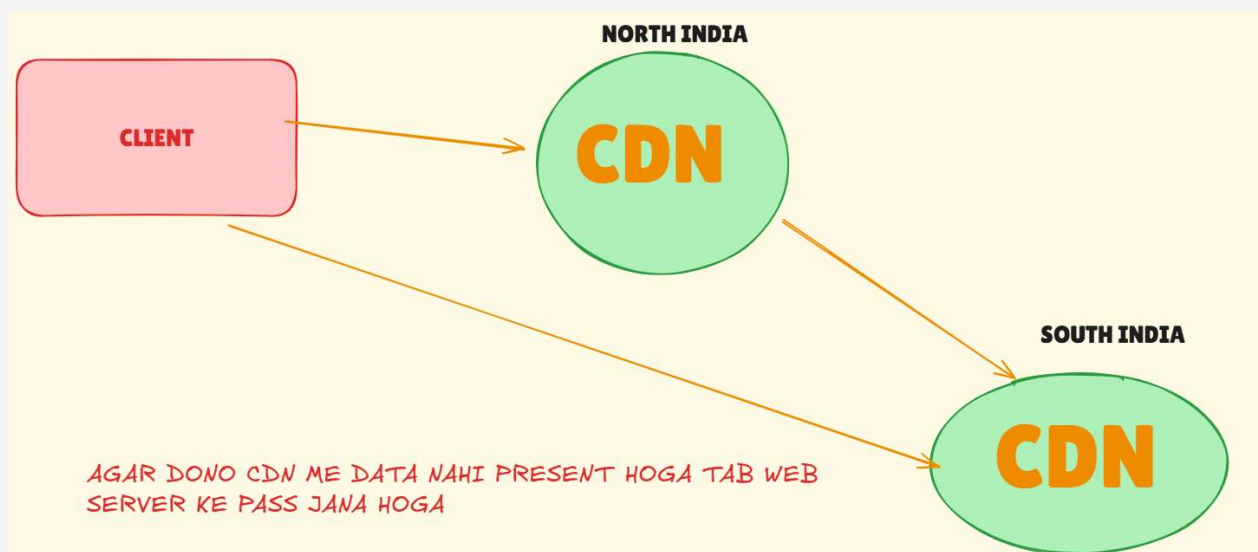 NORTH INDIA
CLIENT
CDN
SOUTH INDIA
CDN
AGAR DONO CDN ME DATA NAHI PRESENT HOGA TAB WEB
SERVER KE PASS JANA HOGA